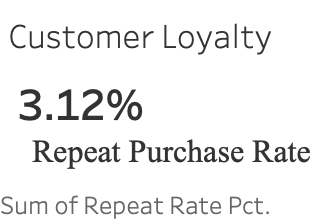 Customer Loyalty
3.12%
Repeat Purchase Rate
Sum of Repeat Rate Pct.